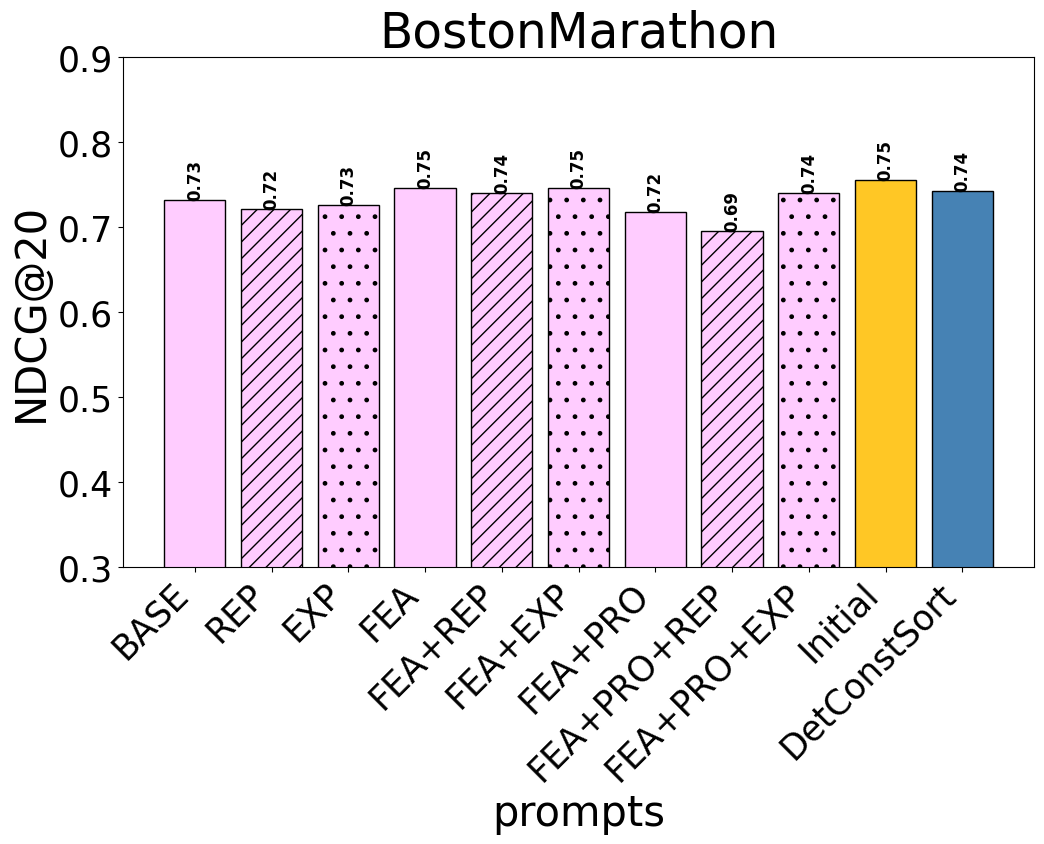 BostonMarathon
NDCG@20
0.9
0.8
0.7
0.6
0.5
0.4
0.3
0.73
0.72
0.73
0.75
0.74
0.75
0.72
0.69
0.74
0.75
0.74
BASE
REP
EXP
FEA
FEA+REP
FEA+EXP
FEA+PRO
FEA+PRO+REP
FEA+PRO+EXP
Initial
DetConstSort
prompts